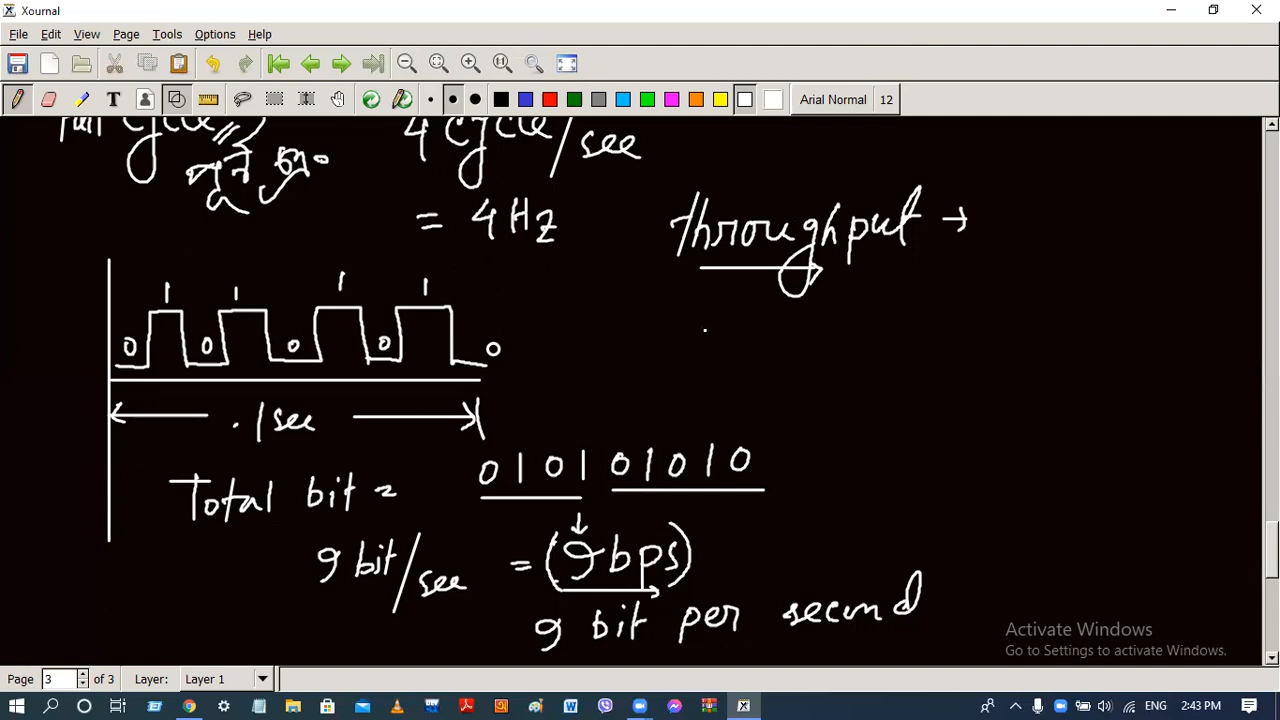 Xournal
File Edit View Page Tools Options Help
T Arial Normal 12
Cycle 4 Cycle/sec
= 4 Hz throughput →
1 1 1 1
0 0 0 0 0
1 sec
Total bit = 0 1 0 1 0 1 0 1 0
9 bit/sec = (9 bps)
9 bit per second
Activate Windows
Go to Settings to activate Windows.
Page 3 of 3 Layer: Layer 1
ENG 2:43 PM